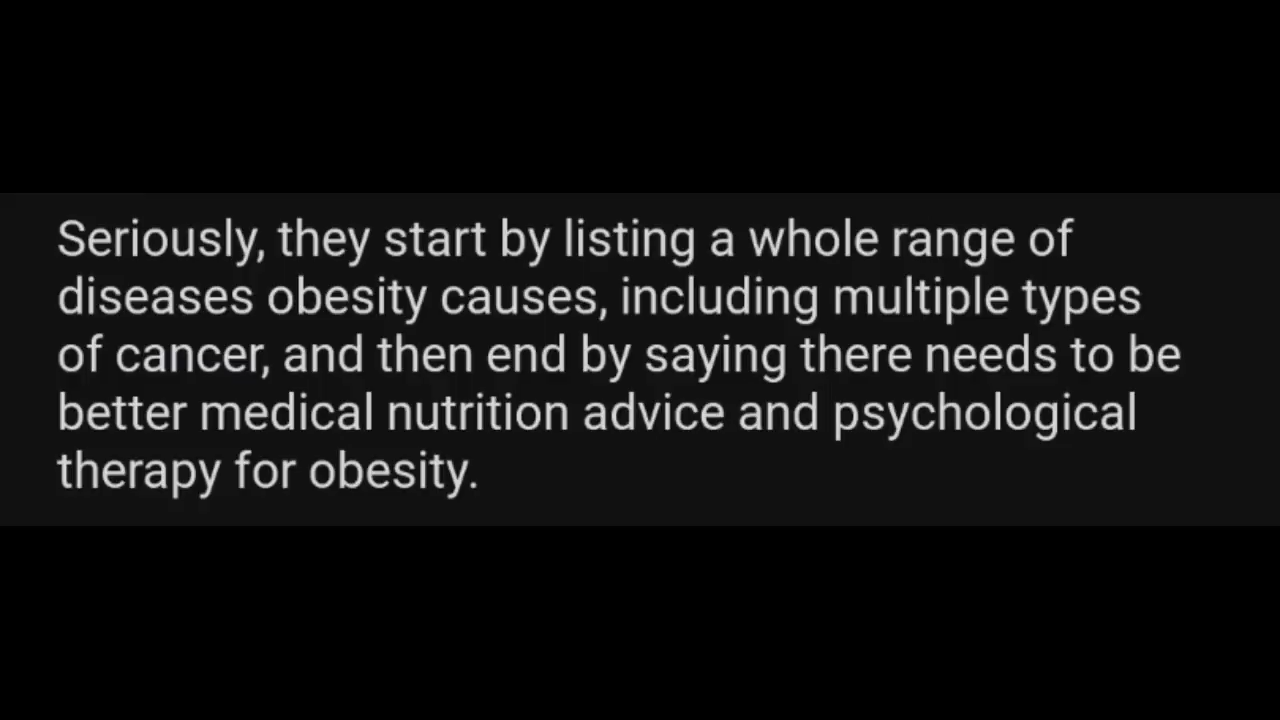 Seriously, they start by listing a whole range of
diseases obesity causes, including multiple types
of cancer, and then end by saying there needs to be
better medical nutrition advice and psychological
therapy for obesity.